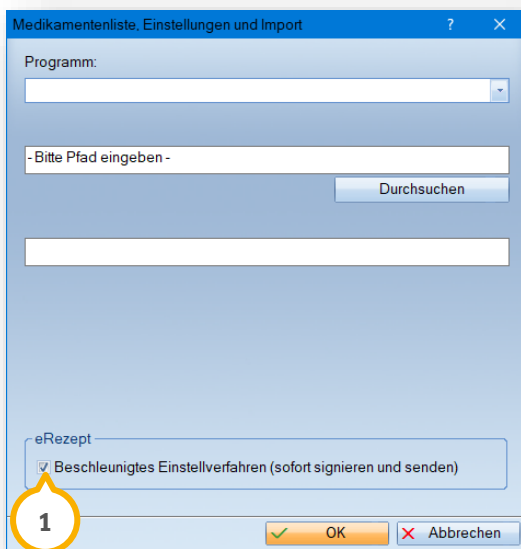 Medikamentenliste, Einstellungen und Import ?
Programm:
- Bitte Pfad eingeben -
Durchsuchen
eRezept
Beschleunigtes Einstellverfahren (sofort signieren und senden)
1
OK Abbrechen